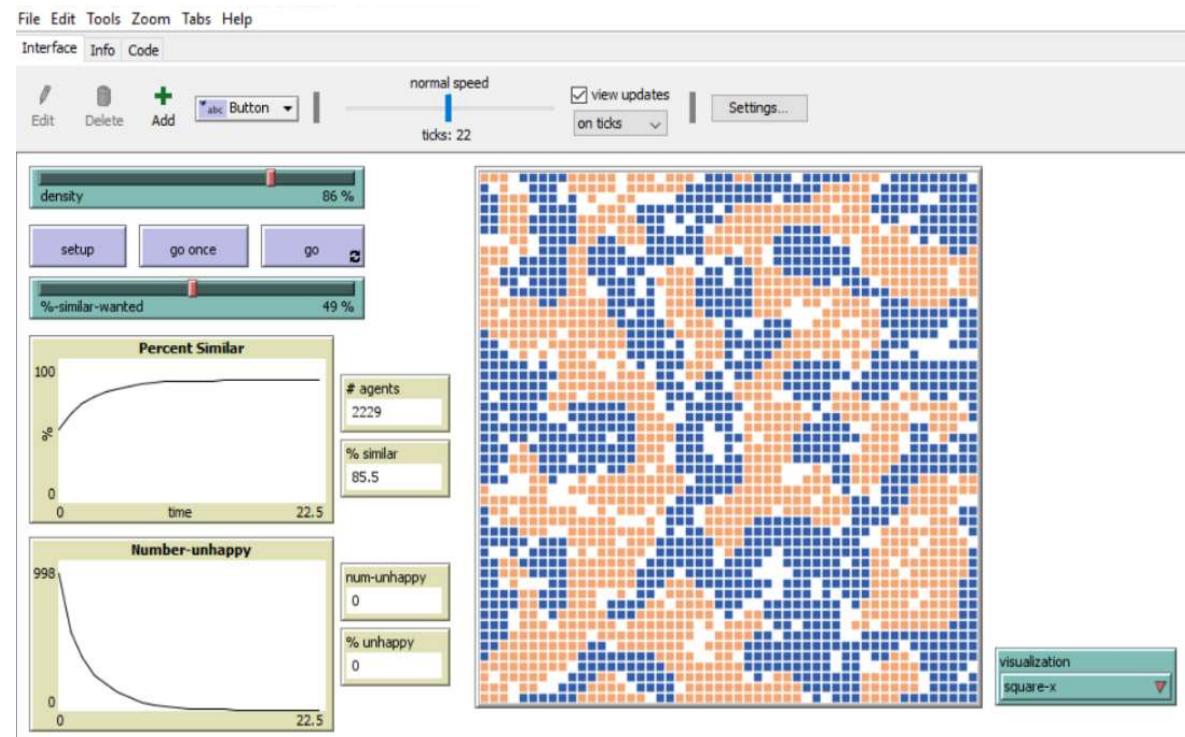 File Edit Tools Zoom Tabs Help
Interface Info Code
Edit Delete Add abc Button normal speed ticks: 22 view updates on ticks Settings...
density 86 %
setup go once go
%-similar-wanted 49 %
Percent Similar
100
%
0
0 time 22.5
# agents
2229
% similar
85.5
Number-unhappy
998
0
0 22.5
num-unhappy
0
% unhappy
0
visualization
square-x